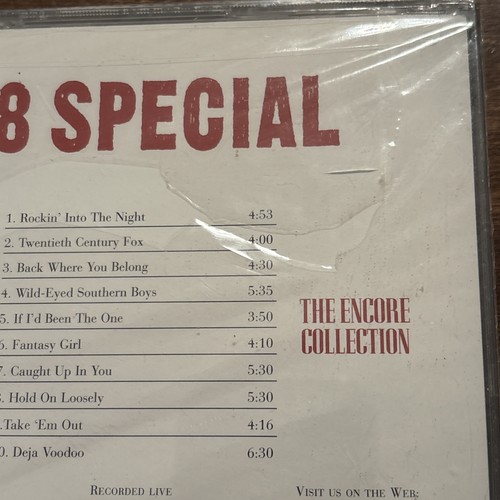 8 SPECIAL
1. Rockin' Into The Night 4:53
2. Twentieth Century Fox 4:00
3. Back Where You Belong 4:30
4. Wild-Eyed Southern Boys 5:35
5. If I'd Been The One 3:50
6. Fantasy Girl 4:10
7. Caught Up In You 5:30
8. Hold On Loosely 5:30
.Take 'Em Out 4:16
0. Deja Voodoo 6:30
THE ENCORE
COLLECTION
RECORDED LIVE
VISIT US ON THE WEB: